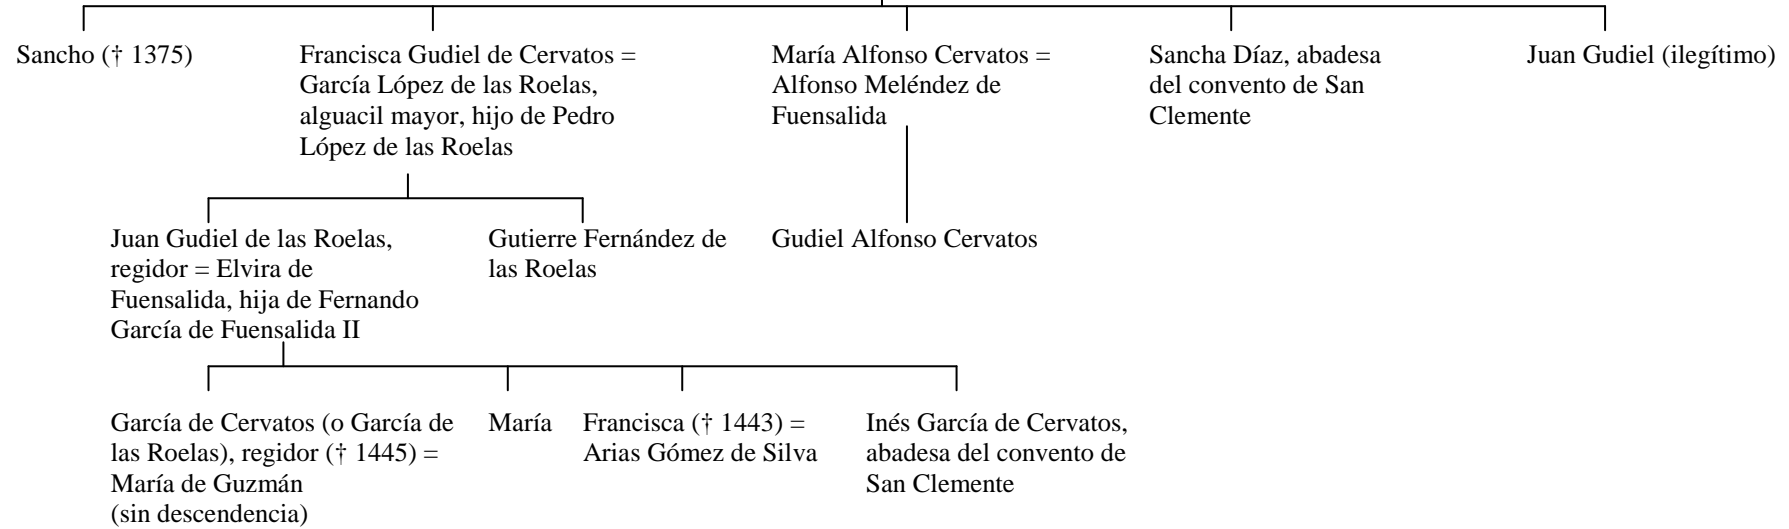 Sancho († 1375)
Francisca Gudiel de Cervatos =
García López de las Roelas,
alguacil mayor, hijo de Pedro
López de las Roelas
María Alfonso Cervatos =
Alfonso Meléndez de
Fuensalida
Sancha Díaz, abadesa
del convento de San
Clemente
Juan Gudiel (ilegítimo)
Juan Gudiel de las Roelas,
regidor = Elvira de
Fuensalida, hija de Fernando
García de Fuensalida II
Gutierre Fernández de
las Roelas
Gudiel Alfonso Cervatos
García de Cervatos (o García de
las Roelas), regidor († 1445) =
María de Guzmán
(sin descendencia)
María
Francisca († 1443) =
Arias Gómez de Silva
Inés García de Cervatos,
abadesa del convento de
San Clemente